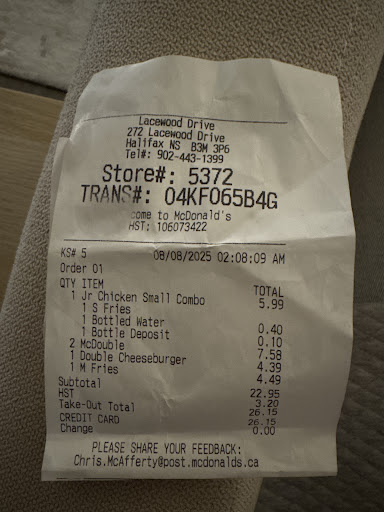 Lacewood Drive
272 Lacewood Drive
Halifax NS B3M 3P6
Tel#: 902-443-1399
Store#: 5372
TRANS#: 04KFO65B4G
come to McDonald's
HST: 106073422
KS# 5 08/08/2025 02:08:09 AM
Order 01
QTY ITEM TOTAL
1 Jr Chicken Small Combo 5.99
1 S Fries
1 Bottled Water 0.40
1 Bottle Deposit 0.10
2 McDouble 7.58
1 Double Cheeseburger 4.39
1 M Fries 4.49
Subtotal 22.95
HST 3.20
Take-Out Total 26.15
CREDIT CARD 26.15
Change 0.00
PLEASE SHARE YOUR FEEDBACK:
Chris.McAfferty@post.mcdonalds.ca